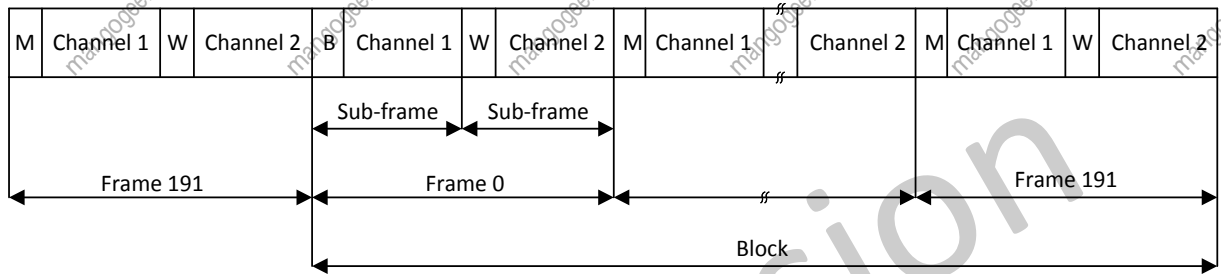 M Channel 1 W Channel 2 B Channel 1 W Channel 2 M Channel 1 Channel 2 M Channel 1 W Channel 2
Sub-frame Sub-frame
Frame 191 Frame 0 Frame 191
Block